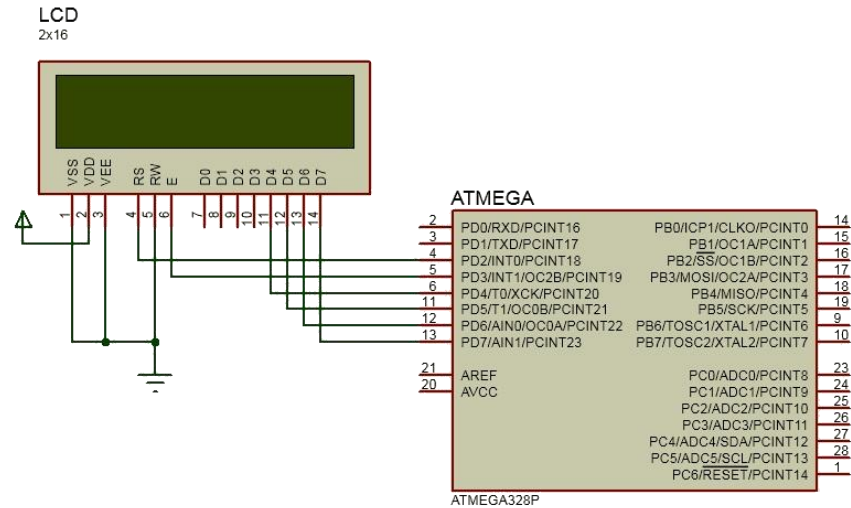 LCD
2x16
VSS VDD VEE RS RW E D0 D1 D2 D3 D4 D5 D6 D7
1 2 3 4 5 6 7 8 9 10 11 12 13 14
ATMEGA
2 PD0/RXD/PCINT16 PB0/ICP1/CLKO/PCINT0 14
3 PD1/TXD/PCINT17 PB1/OC1A/PCINT1 15
4 PD2/INT0/PCINT18 PB2/SS/OC1B/PCINT2 16
5 PD3/INT1/OC2B/PCINT19 PB3/MOSI/OC2A/PCINT3 17
6 PD4/T0/XCK/PCINT20 PB4/MISO/PCINT4 18
11 PD5/T1/OC0B/PCINT21 PB5/SCK/PCINT5 19
12 PD6/AIN0/OC0A/PCINT22 PB6/TOSC1/XTAL1/PCINT6 9
13 PD7/AIN1/PCINT23 PB7/TOSC2/XTAL2/PCINT7 10
21 AREF PC0/ADC0/PCINT8 23
20 AVCC PC1/ADC1/PCINT9 24
PC2/ADC2/PCINT10 25
PC3/ADC3/PCINT11 26
PC4/ADC4/SDA/PCINT12 27
PC5/ADC5/SCL/PCINT13 28
PC6/RESET/PCINT14 1
ATMEGA328P